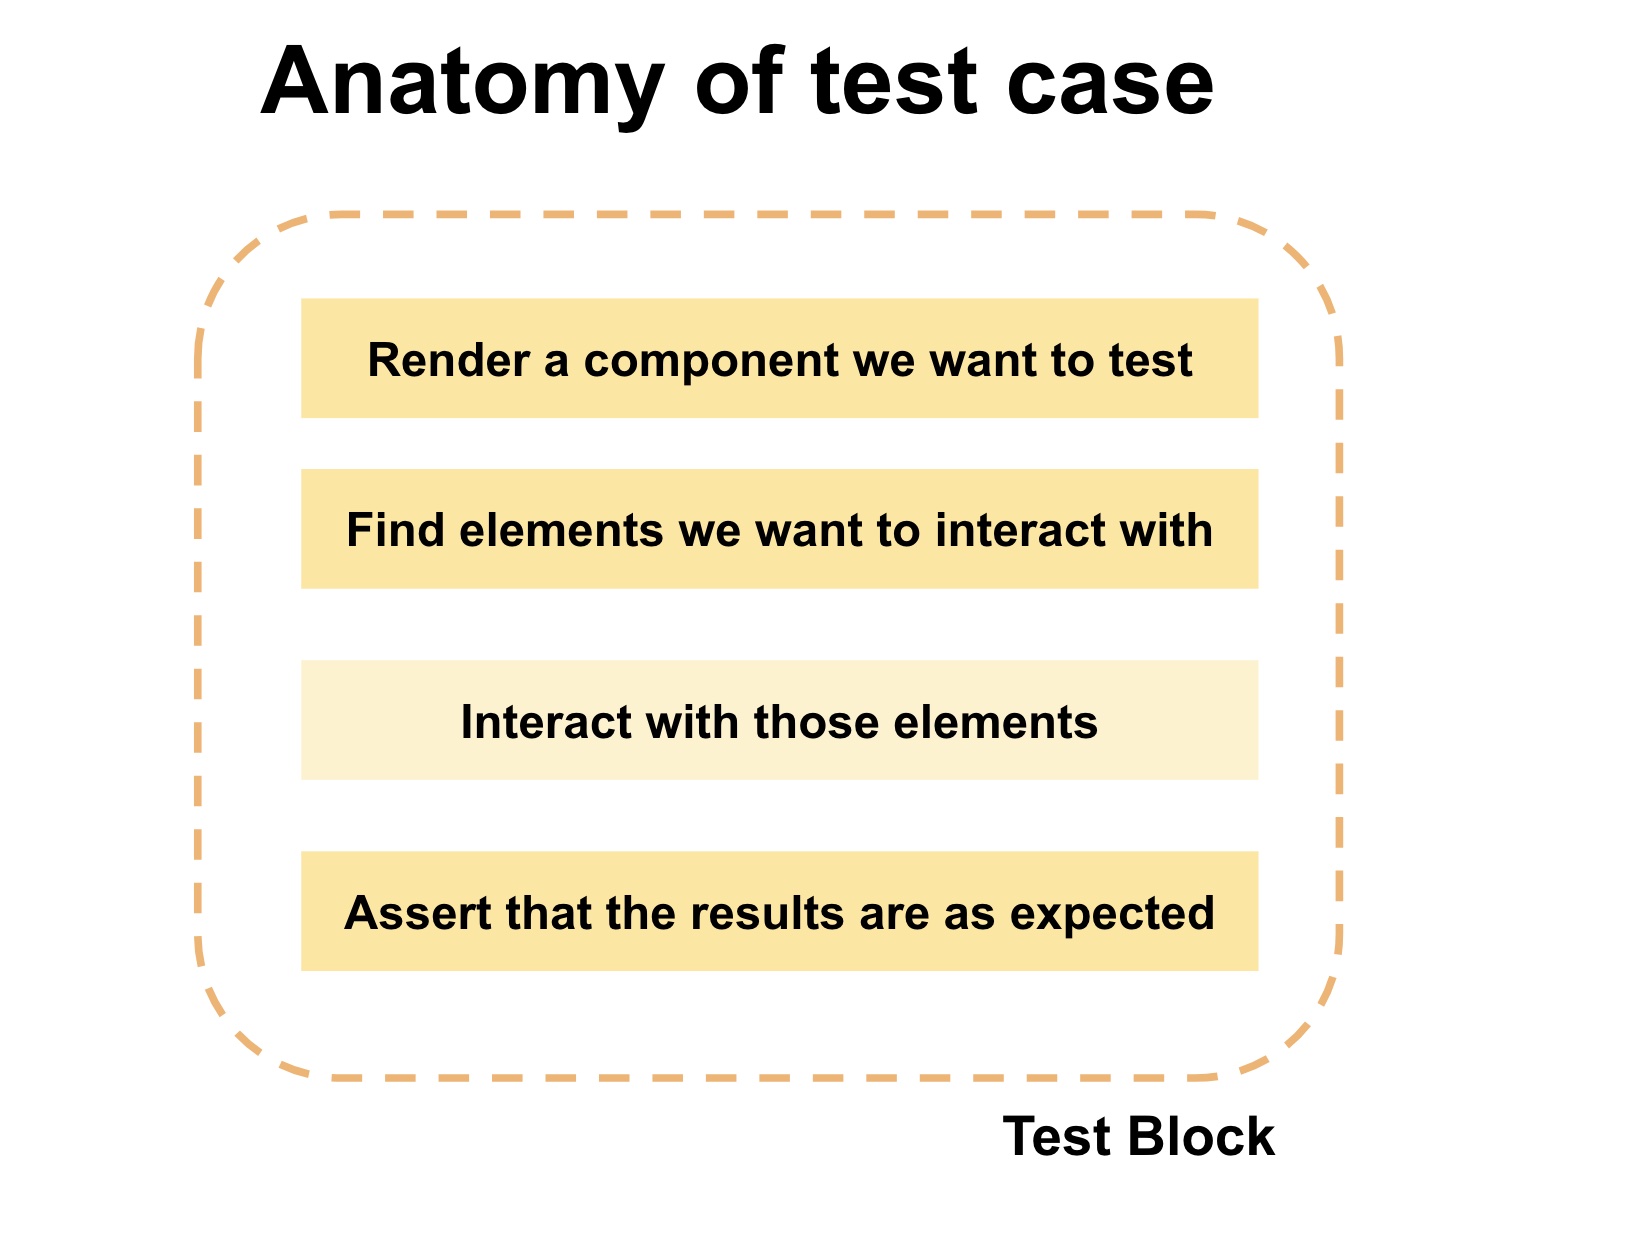 Anatomy of test case
Render a component we want to test
Find elements we want to interact with
Interact with those elements
Assert that the results are as expected
Test Block